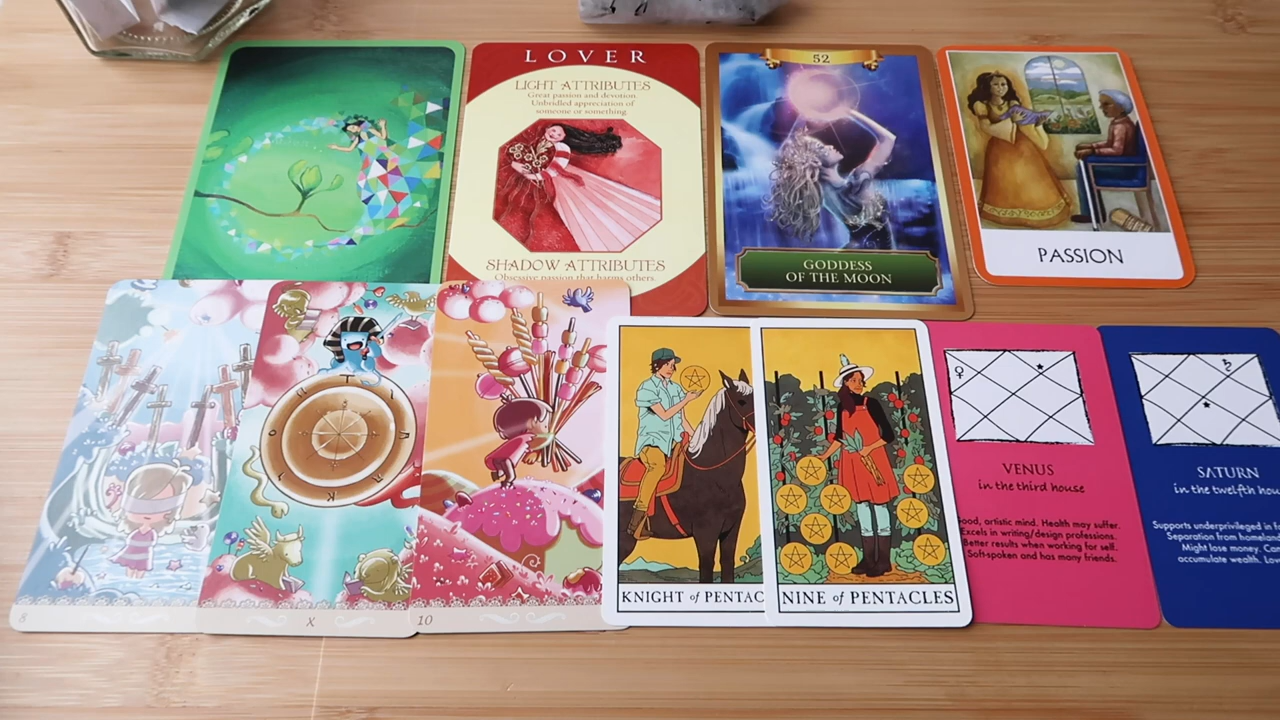 LOVER
LIGHT ATTRIBUTES
Great passion and devotion.
Unbridled appreciation of
someone or something.
SHADOW ATTRIBUTES
Obsessive passion that harms others.
52
GODDESS
OF THE MOON
PASSION
8
X
10
KNIGHT of PENTAC
NINE of PENTACLES
VENUS
in the third house
Good, artistic mind. Health may suffer.
Excels in writing/design professions.
Better results when working for self.
Soft-spoken and has many friends.
SATURN
in the twelfth hou
Supports underprivileged in
Separation from homeland
Might lose money. Can
accumulate wealth.